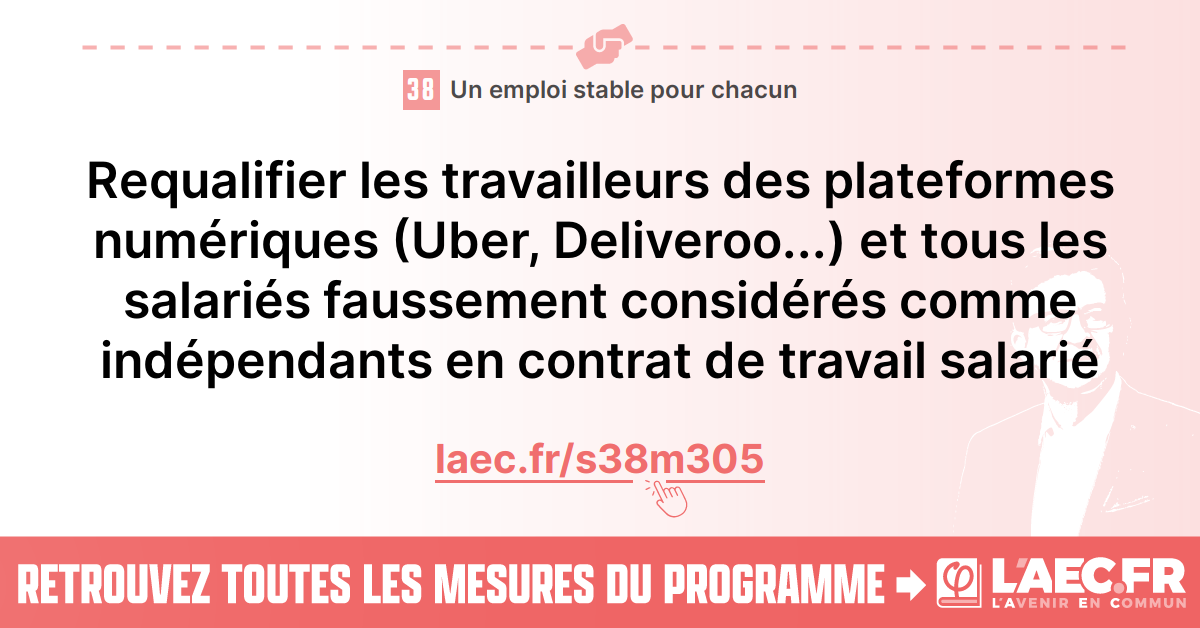 38 Un emploi stable pour chacun
Requalifier les travailleurs des plateformes
numériques (Uber, Deliveroo...) et tous les
salariés faussement considérés comme
indépendants en contrat de travail salarié
laec.fr/s38m305
RETROUVEZ TOUTES LES MESURES DU PROGRAMME
φ L'AEC.FR
L'AVENIR EN COMMUN